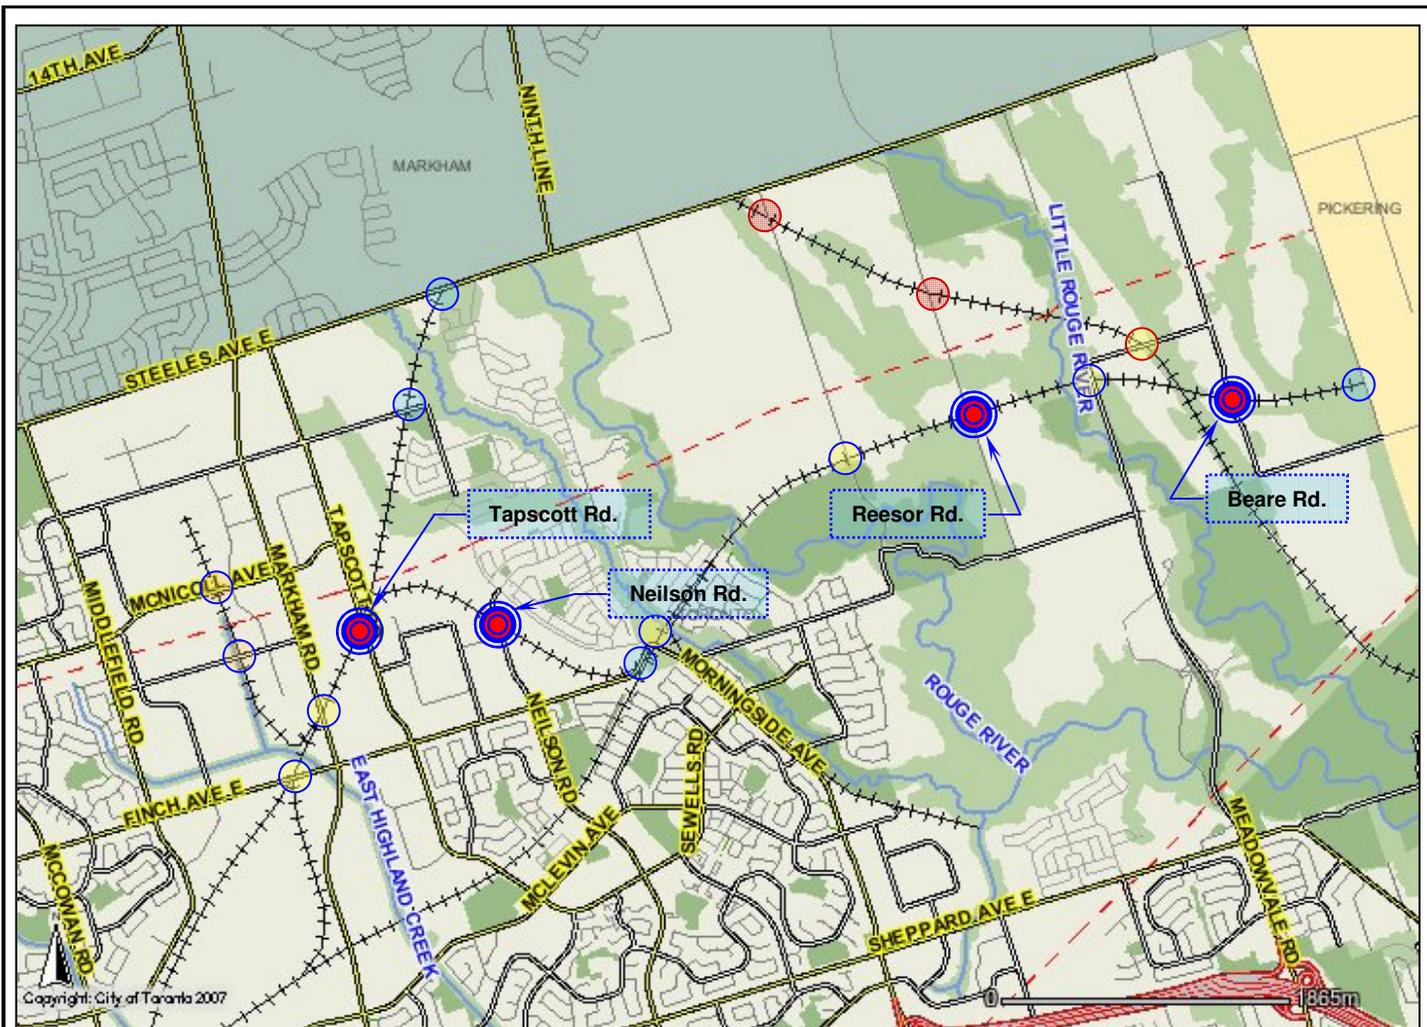 14TH AVE
NINTH LINE
MARKHAM
PICKERING
LITTLE ROUGE RIVER
STEELES AVE E
Tapscott Rd.
Reesor Rd.
Beare Rd.
MCNICOLL AVE
MARKHAM RD
MIDDLEFIELD RD
Neilson Rd.
MORNINGSIDE AVE
ROUGE RIVER
NEILSON RD
SEWELLS RD
FINCH AVE E
EAST HIGHLAND CREEK
MCLEVIN AVE
MCCOWAN RD
SHEPPARD AVE E
MEADOWVALE RD
Copyright: City of Toronto 2007
0 1865m